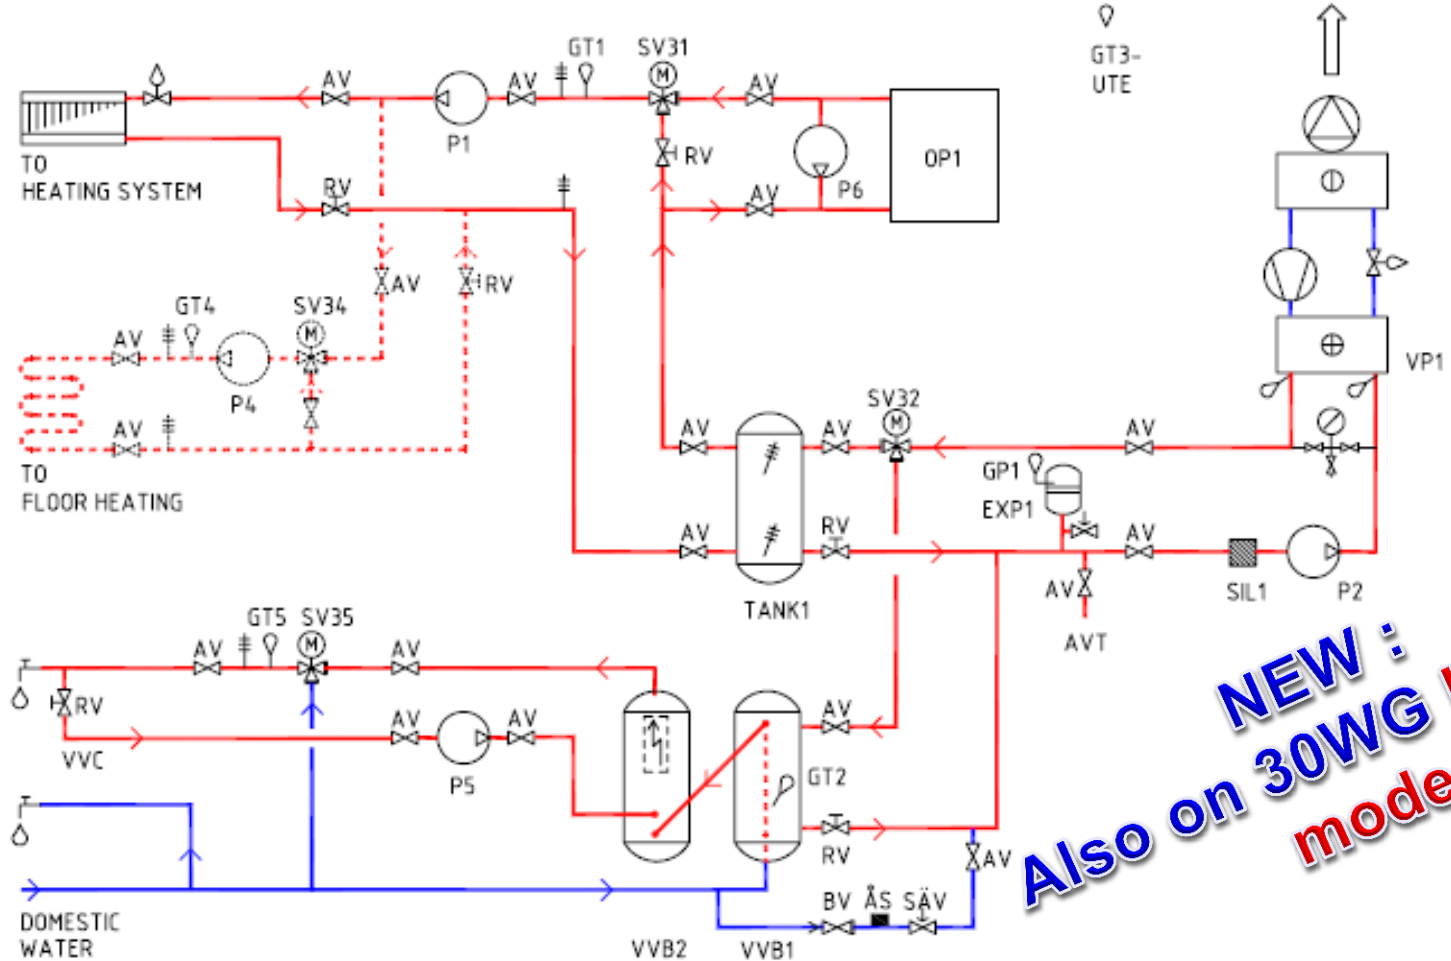 GT1
SV31
M
GT3-
UTE
AV
AV
AV
P1
RV
OP1
P6
TO
HEATING SYSTEM
RV
AV
AV
RV
GT4
SV34
M
AV
P4
AV
TO
FLOOR HEATING
VP1
SV32
M
AV
AV
AV
GP1
EXP1
AV
RV
AV
AV
SIL1
P2
TANK1
AVT
GT5
SV35
M
AV
AV
RV
VVC
AV
AV
P5
AV
GT2
RV
AV
BV
ÅS
SÄV
DOMESTIC
WATER
VVB2
VVB1
NEW :
Also on 30WG
mode